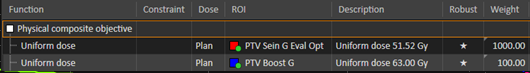 Function Constraint Dose ROI Description Robust Weight
Physical composite objective
Uniform dose Plan PTV Sein G Eval Opt Uniform dose 51.52 Gy ★ 1000.00
Uniform dose Plan PTV Boost G Uniform dose 63.00 Gy ★ 100.00